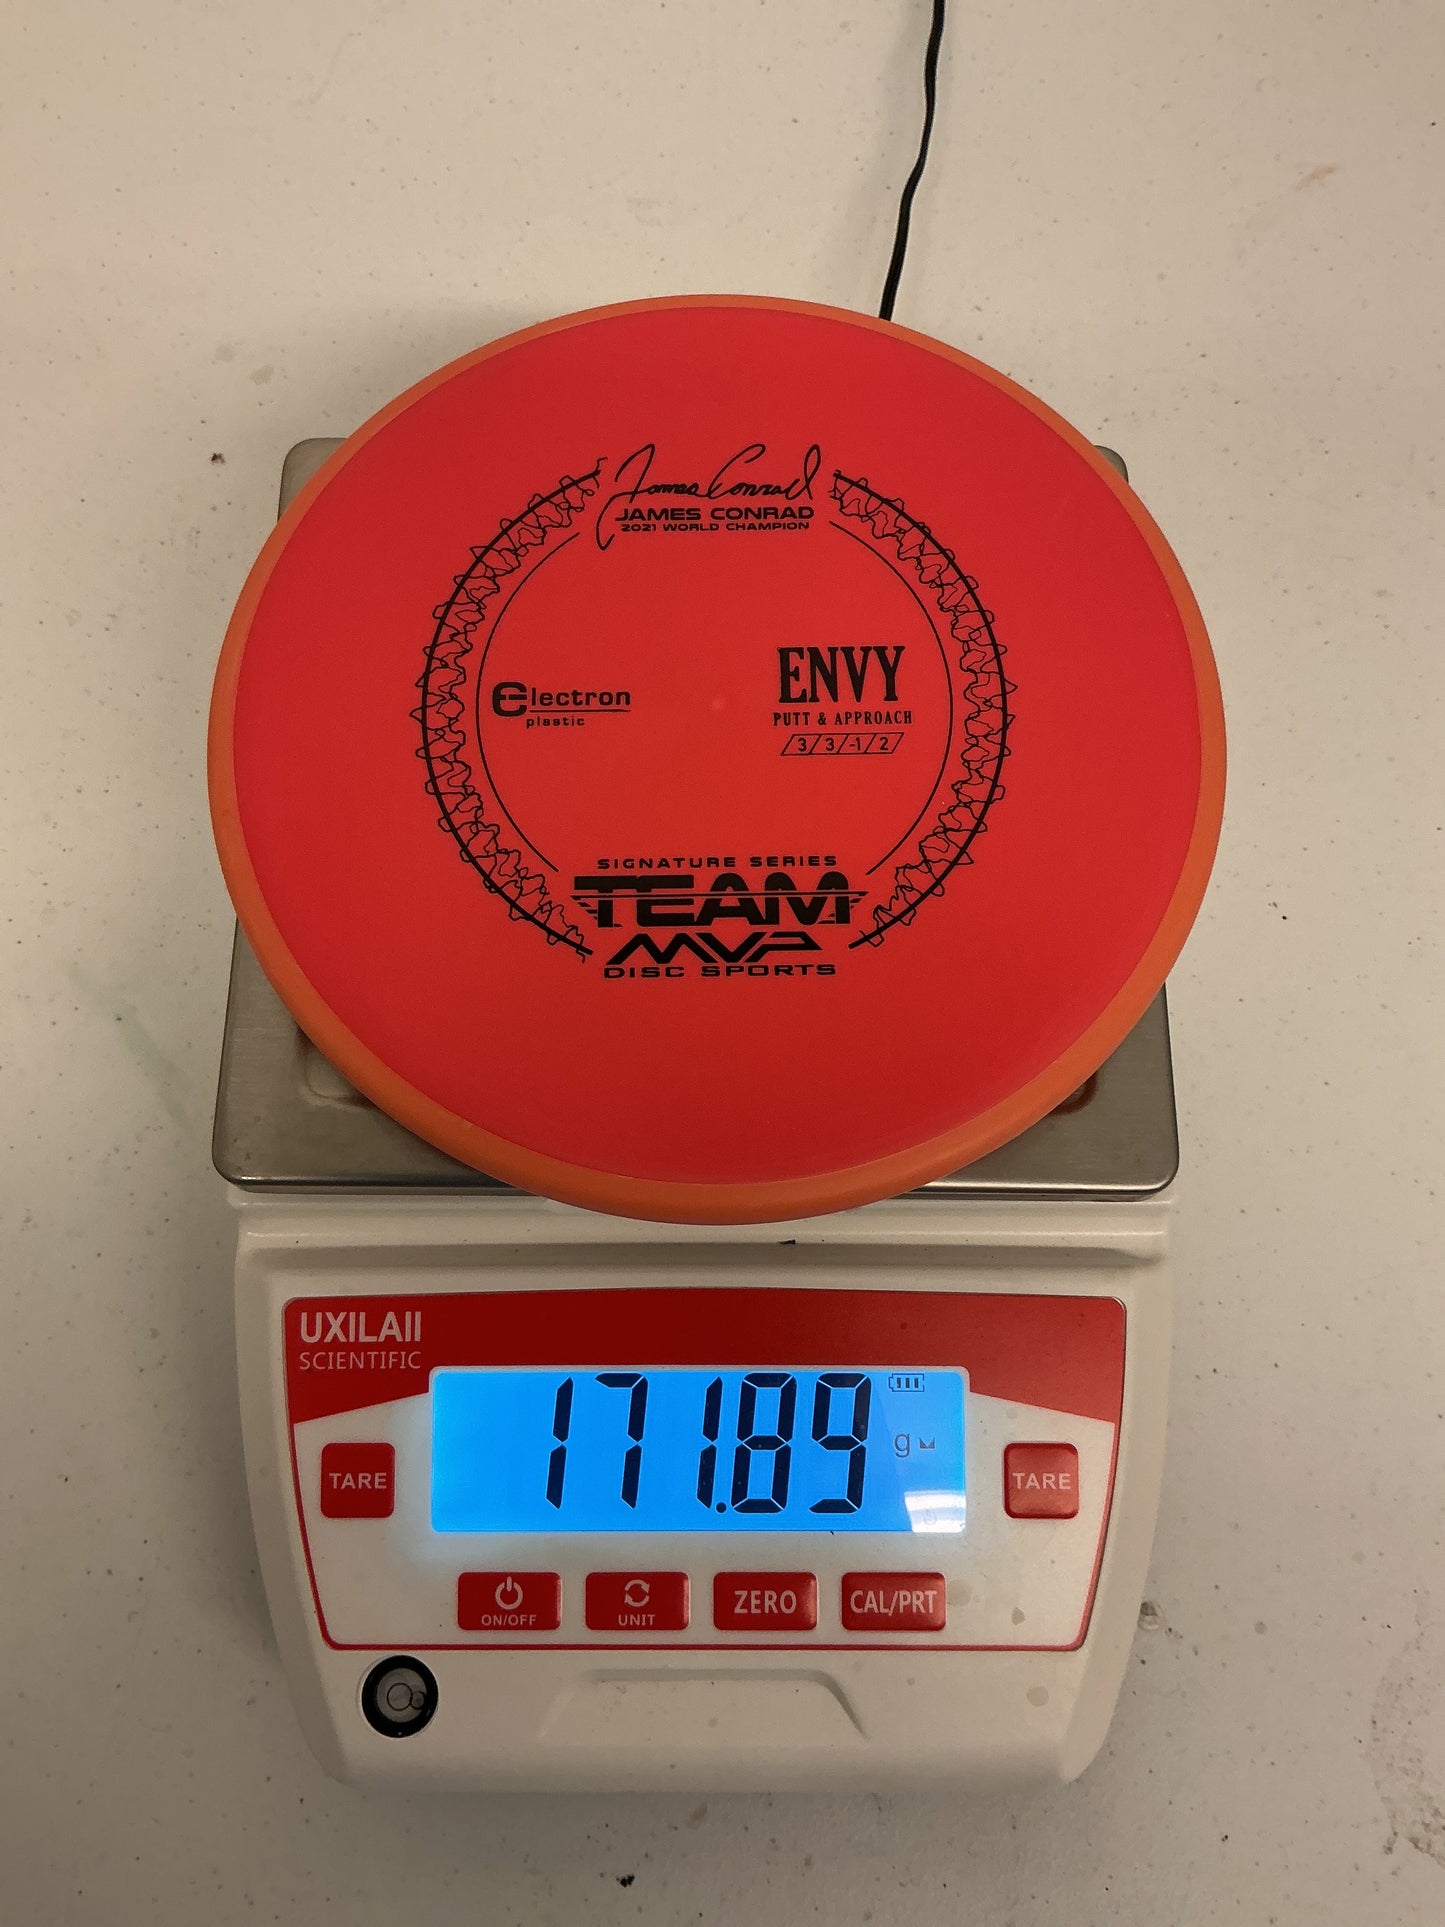 James Conrad
JAMES CONRAD
2021 WORLD CHAMPION
ENVY
Electron
plastic
PUTT & APPROACH
3/3/-1/2
SIGNATURE SERIES
TEAM
MVP
DISC SPORTS
UXILAII
SCIENTIFIC
171.89 g
TARE
TARE
ON/OFF
UNIT
ZERO
CAL/PRT